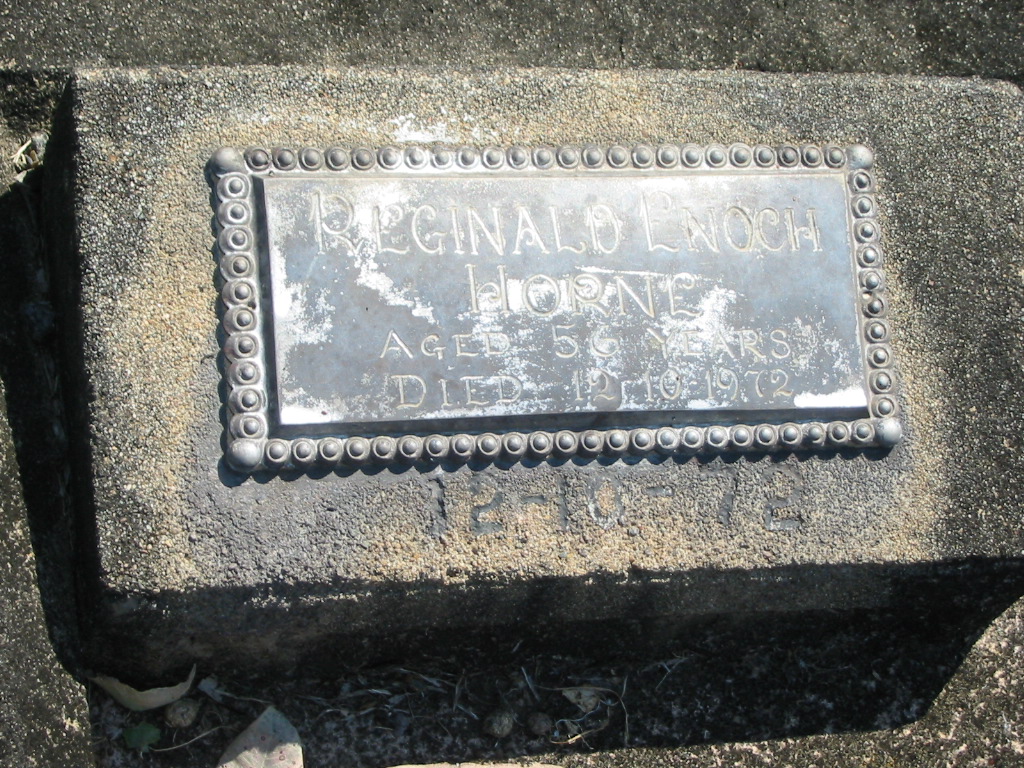 REGINALD ENOCH
HORNE
AGED 56 YEARS
DIED 12 10 1972
12-10-72